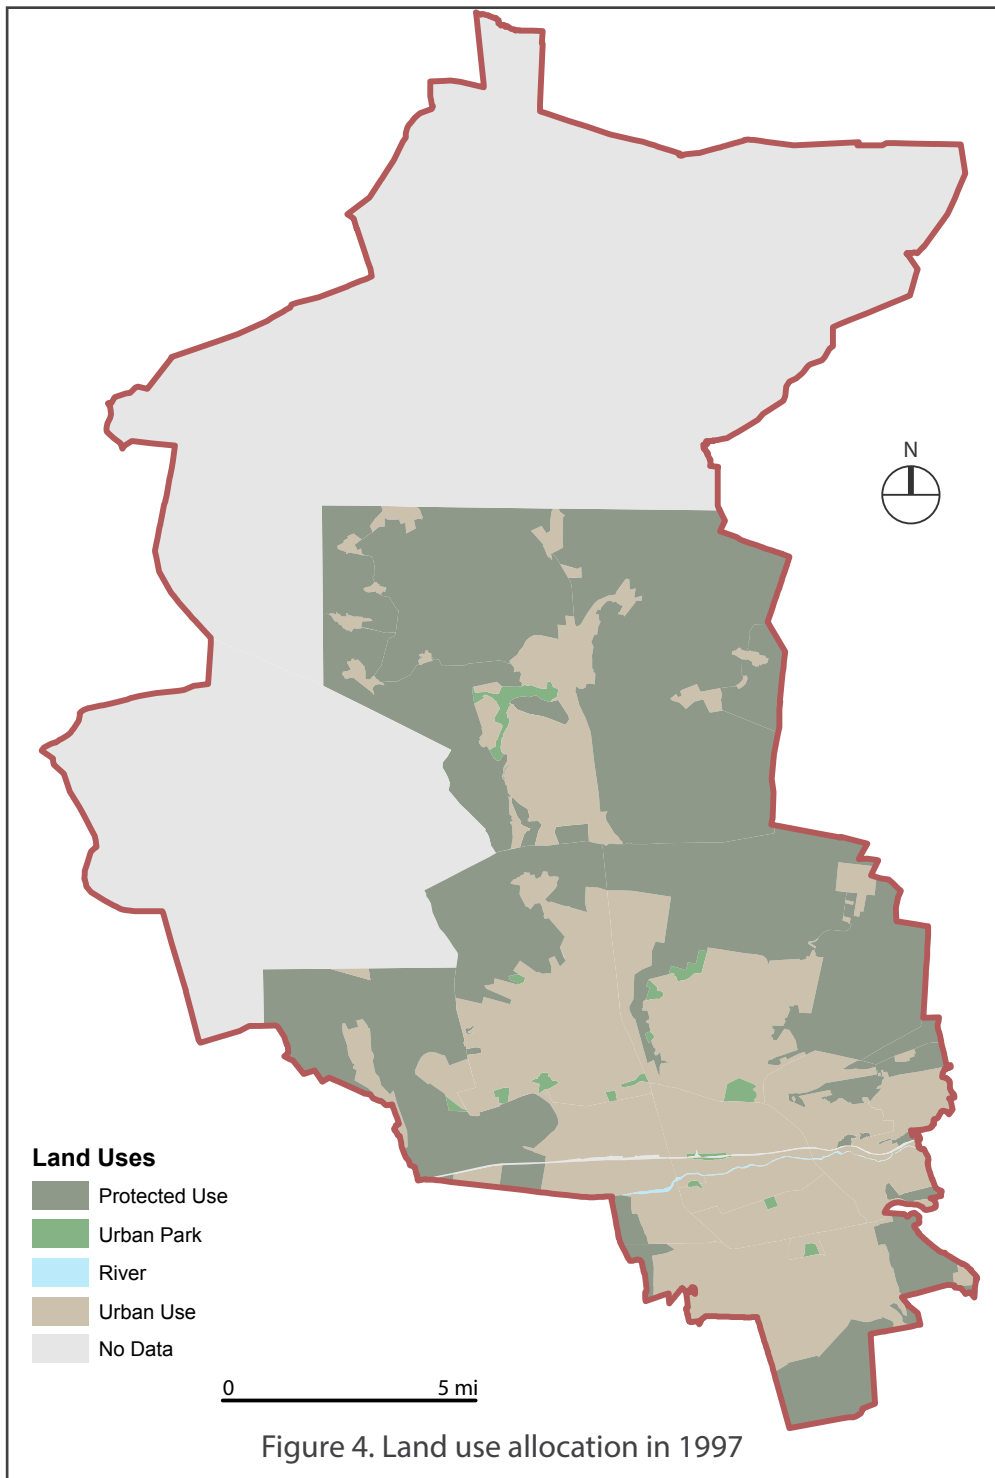 N
Land Uses
Protected Use
Urban Park
River
Urban Use
No Data
0 5 mi
Figure 4. Land use allocation in 1997